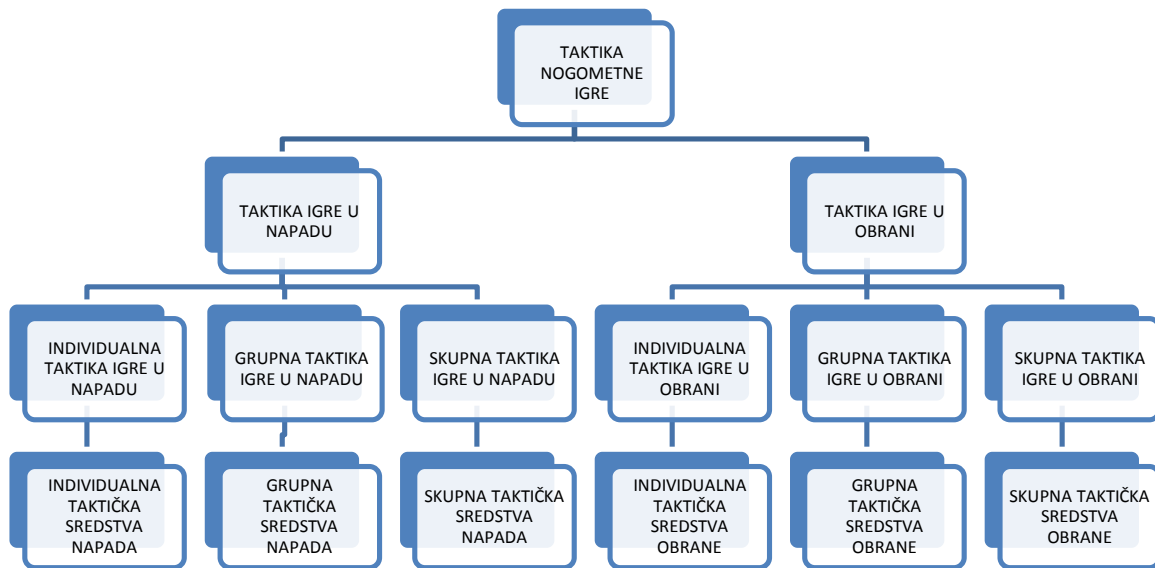 TAKTIKA
NOGOMETNE
IGRE
TAKTIKA IGRE U
NAPADU
TAKTIKA IGRE U
OBRANI
INDIVIDUALNA
TAKTIKA IGRE U
NAPADU
GRUPNA TAKTIKA
IGRE U NAPADU
SKUPNA TAKTIKA
IGRE U NAPADU
INDIVIDUALNA
TAKTIKA IGRE U
OBRANI
GRUPNA TAKTIKA
IGRE U OBRANI
SKUPNA TAKTIKA
IGRE U OBRANI
INDIVIDUALNA
TAKTIČKA
SREDSTVA
NAPADA
GRUPNA
TAKTIČKA
SREDSTVA
NAPADA
SKUPNA TAKTIČKA
SREDSTVA
NAPADA
INDIVIDUALNA
TAKTIČKA
SREDSTVA
OBRANE
GRUPNA
TAKTIČKA
SREDSTVA
OBRANE
SKUPNA TAKTIČKA
SREDSTVA
OBRANE